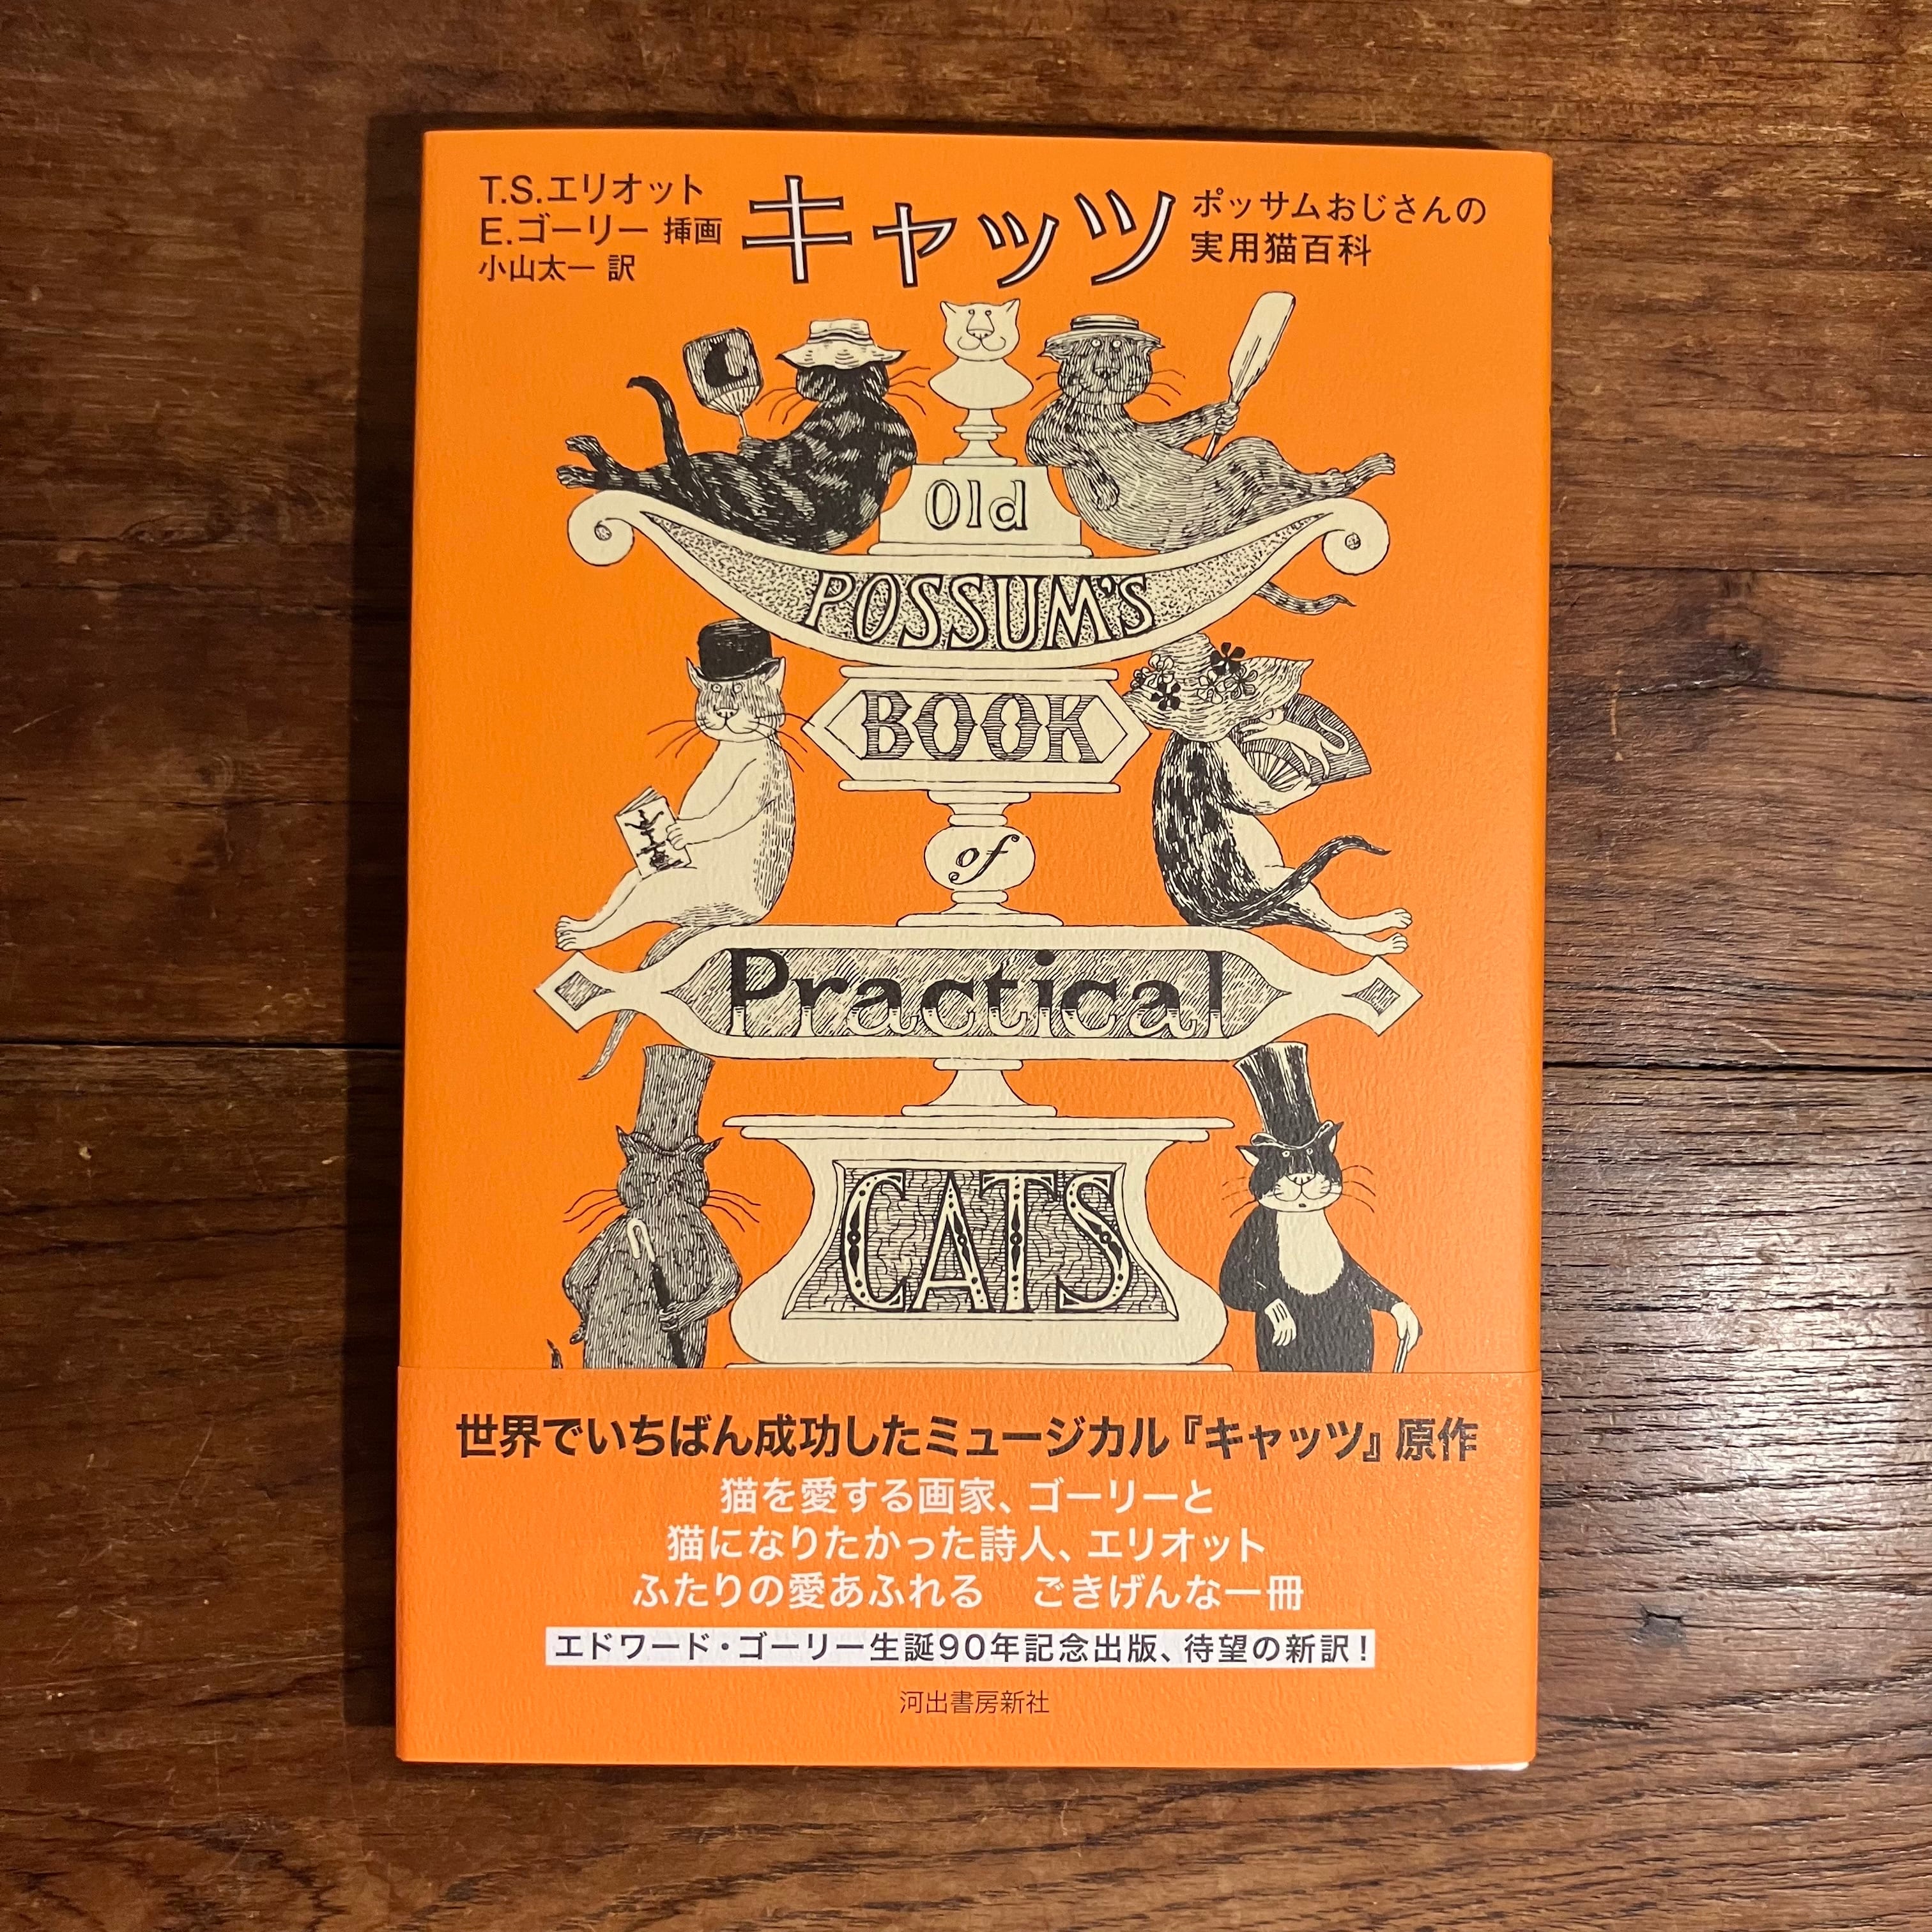 T.S.エリオット
E.ゴーリー 挿画
小山太一 訳
キャッツ
ポッサムおじさんの
実用猫百科
Old
POSSUM'S
BOOK
of
Practical
CATS
世界でいちばん成功したミュージカル『キャッツ』原作
猫を愛する画家、ゴーリーと
猫になりたかった詩人、エリオット
ふたりの愛あふれる ごきげんな一冊
エドワード・ゴーリー生誕90年記念出版、待望の新訳!
河出書房新社